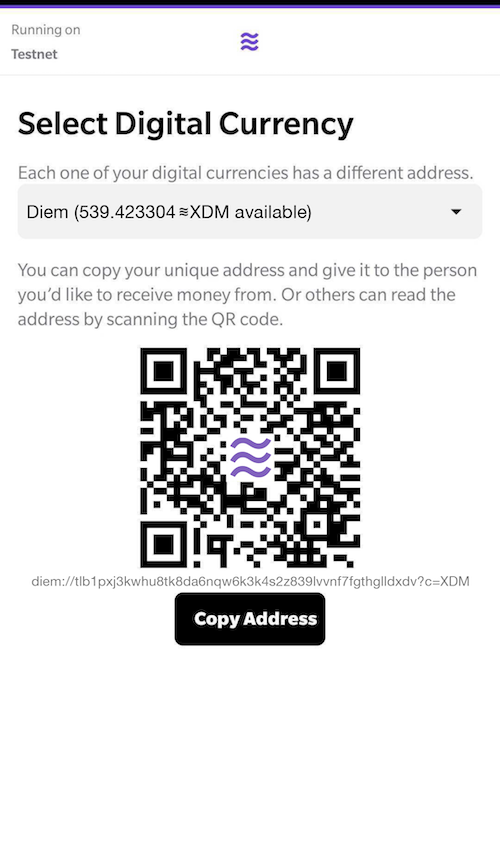 Running on
Testnet
Select Digital Currency
Each one of your digital currencies has a different address.
Diem (539.423304 ≋XDM available)
You can copy your unique address and give it to the person
you’d like to receive money from. Or others can read the
address by scanning the QR code.
diem://tlb1pxj3kwhu8tk8da6nqw6k3k4s2z839lvvnf7fgthglldxdv?c=XDM
Copy Address